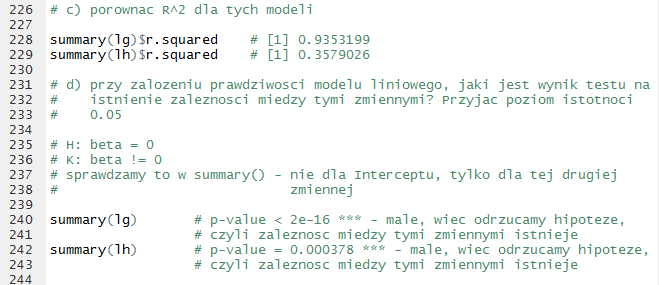 226 # c) porownac R^2 dla tych modeli
227
228 summary(lg)$r.squared    # [1] 0.9353199
229 summary(lh)$r.squared    # [1] 0.3579026
230
231 # d) przy zalozeniu prawdziwosci modelu liniowego, jaki jest wynik testu na
232 #    istnienie zaleznosci miedzy tymi zmiennymi? Przyjac poziom istotnoci
233 #    0.05
234
235 # H: beta = 0
236 # K: beta != 0
237 # sprawdzamy to w summary() - nie dla Interceptu, tylko dla tej drugiej
238 #                               zmiennej
239
240 summary(lg)        # p-value < 2e-16 *** - male, wiec odrzucamy hipoteze,
241                    # czyli zaleznosc miedzy tymi zmiennymi istnieje
242 summary(lh)        # p-value = 0.000378 *** - male, wiec odrzucamy hipoteze,
243                    # czyli zaleznosc miedzy tymi zmiennymi istnieje
244